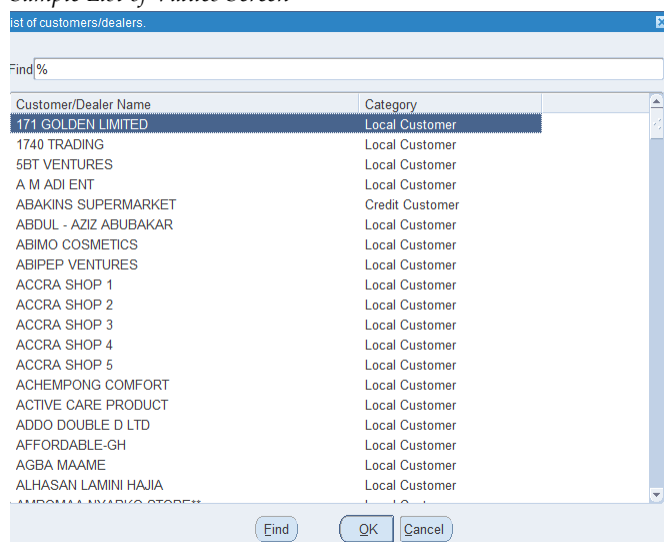 Sample List of Values Screen
ist of customers/dealers.
Find %
Customer/Dealer Name Category
171 GOLDEN LIMITED Local Customer
1740 TRADING Local Customer
5BT VENTURES Local Customer
A M ADI ENT Local Customer
ABAKINS SUPERMARKET Credit Customer
ABDUL - AZIZ ABUBAKAR Local Customer
ABIMO COSMETICS Local Customer
ABIPEP VENTURES Local Customer
ACCRA SHOP 1 Local Customer
ACCRA SHOP 2 Local Customer
ACCRA SHOP 3 Local Customer
ACCRA SHOP 4 Local Customer
ACCRA SHOP 5 Local Customer
ACHEMPONG COMFORT Local Customer
ACTIVE CARE PRODUCT Local Customer
ADDO DOUBLE D LTD Local Customer
AFFORDABLE-GH Local Customer
AGBA MAAME Local Customer
ALHASAN LAMINI HAJIA Local Customer
Find OK Cancel